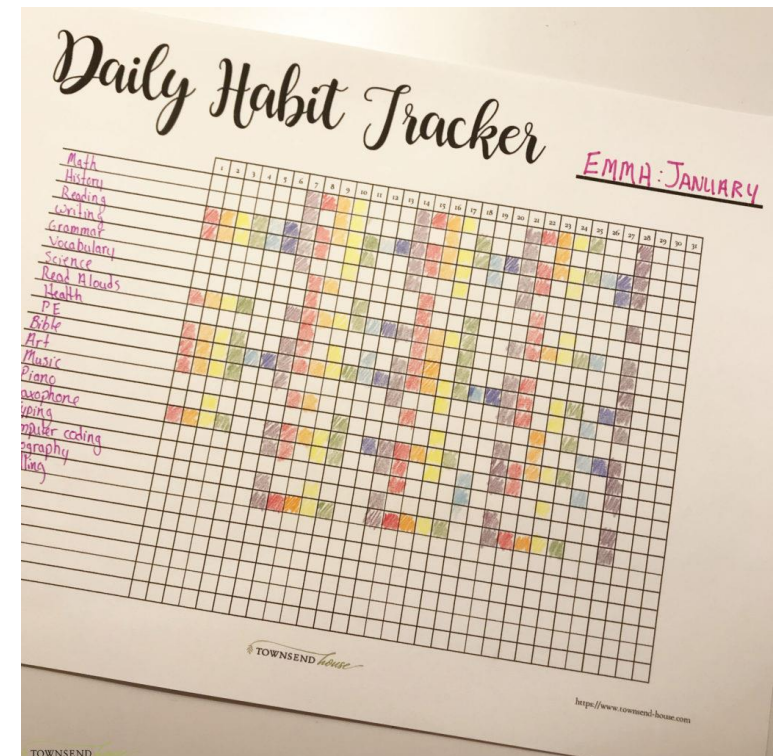 Daily Habit Tracker
EMMA: JANUARY
1 2 3 4 5 6 7 8 9 10 11 12 13 14 15 16 17 18 19 20 21 22 23 24 25 26 27 28 29 30 31
Math
History
Reading
Writing
Grammar
Vocabulary
Science
Read Alouds
Health
PE
Bible
Art
Music
Piano
axophone
yping
mputer coding
ography
ling
TOWNSEND house
https://www.townsend-house.com
TOWNSEND